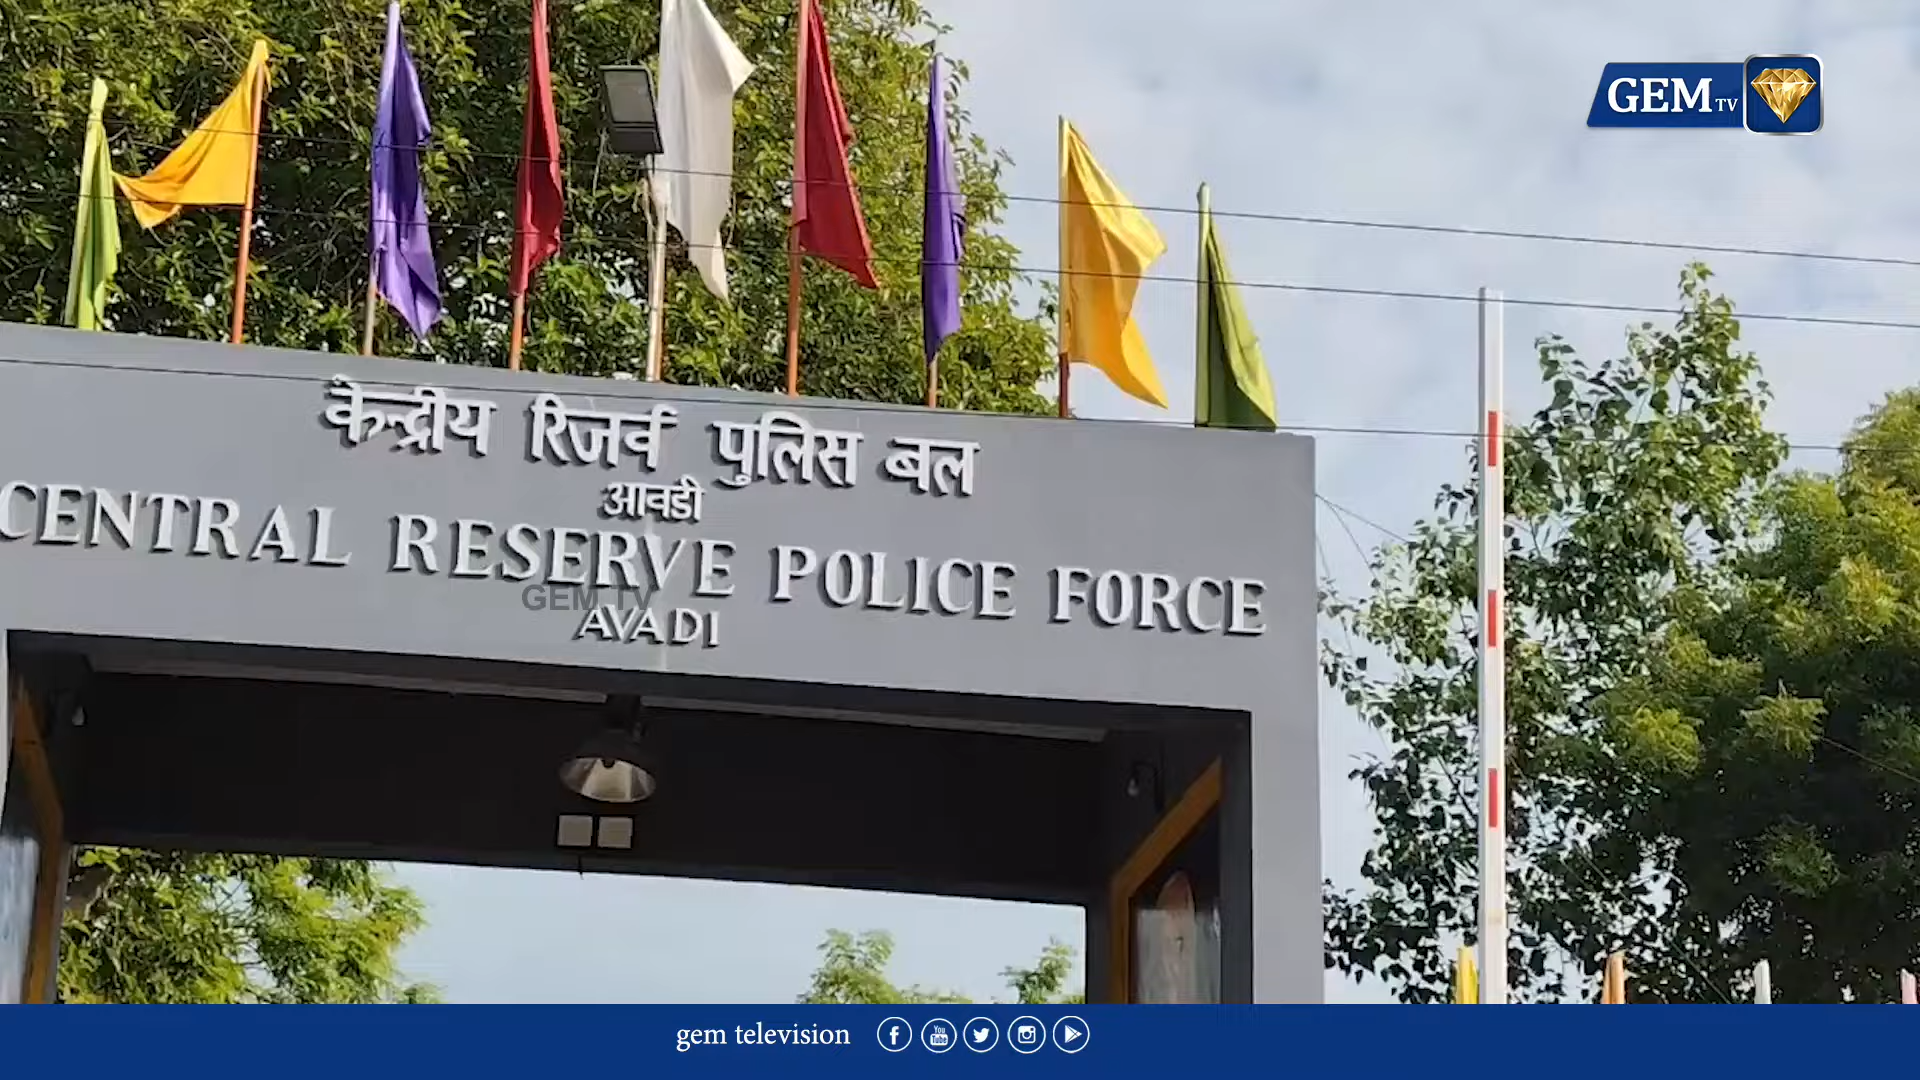 GEM TV
केन्द्रीय रिजर्व पुलिस बल
आवडी
CENTRAL RESERVE POLICE FORCE
GEM TV
AVADI
gem television